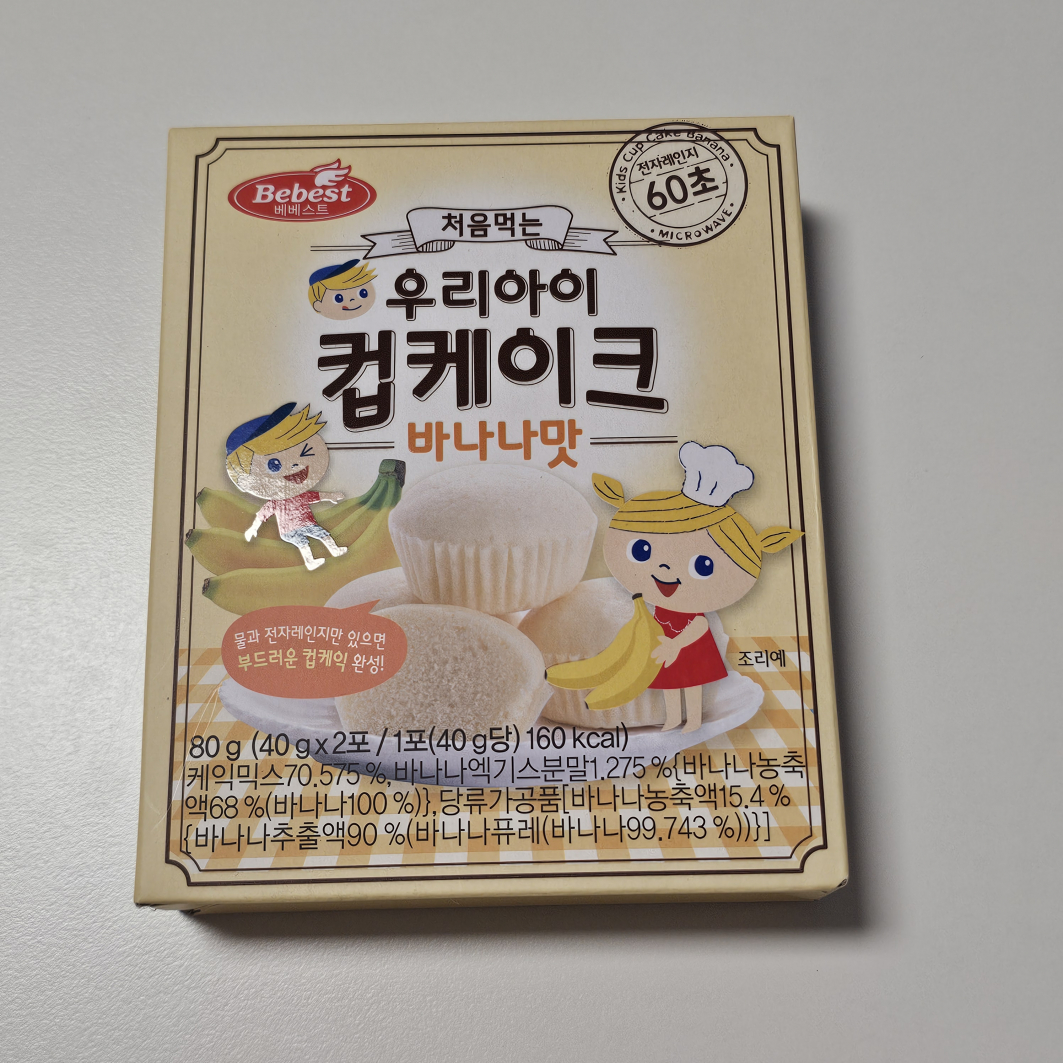 Bebest
베베스트
Kids Cup Cake Banana
전자레인지
60초
MICROWAVE
처음먹는
우리아이
컵케이크
바나나맛
물과 전자레인지만 있으면
부드러운 컵케익 완성!
조리예
80 g (40 g x 2포 / 1포(40 g당) 160 kcal)
케익믹스70.575 %, 바나나엑기스분말1.275 %{바나나농축
액68 %(바나나100 %)},당류가공품[바나나농축액15.4 %
{바나나추출액90 %(바나나퓨레(바나나99.743 %))}]